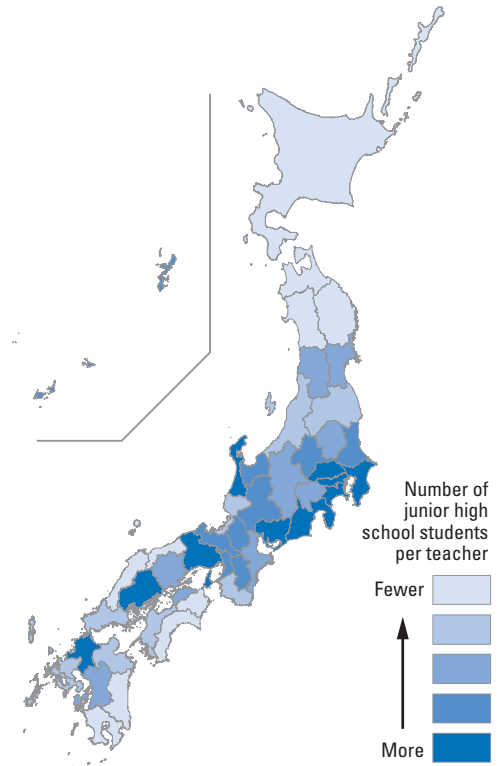 Number of
junior high
school students
per teacher
Fewer
More